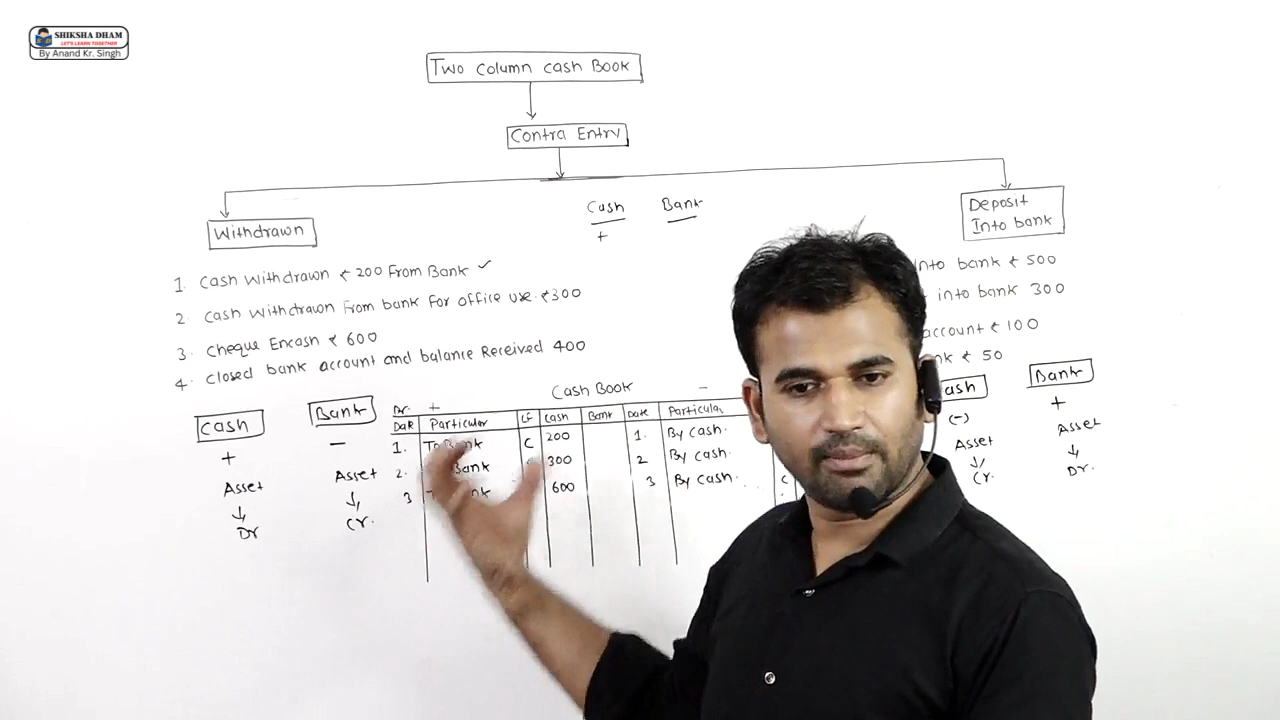 SHIKSHA DHAM
LET'S LEARN TOGETHER
By Anand Kr. Singh
Two column cash Book
Contra Entry
Withdrawn
Cash Bank
+
Deposit
Into bank
1. Cash Withdrawn ₹ 200 From Bank ✓
2. Cash Withdrawn From bank For office use ₹300
3. Cheque Encash ₹ 600
4. Closed bank account and balance Received 400
Into bank ₹ 500
into bank 300
account ₹ 100
₹ 50
Cash Book
Cash Bank
+ −
Asset Asset
Dr Cr.
Dr. + −
Date Particular LF Cash Bank Date Particular
1. To Bank C 200 1. By cash.
2. Bank 300 2 By cash.
3 600 3 By cash. C
Bank
(-) +
Asset Asset
Cr. Dr.